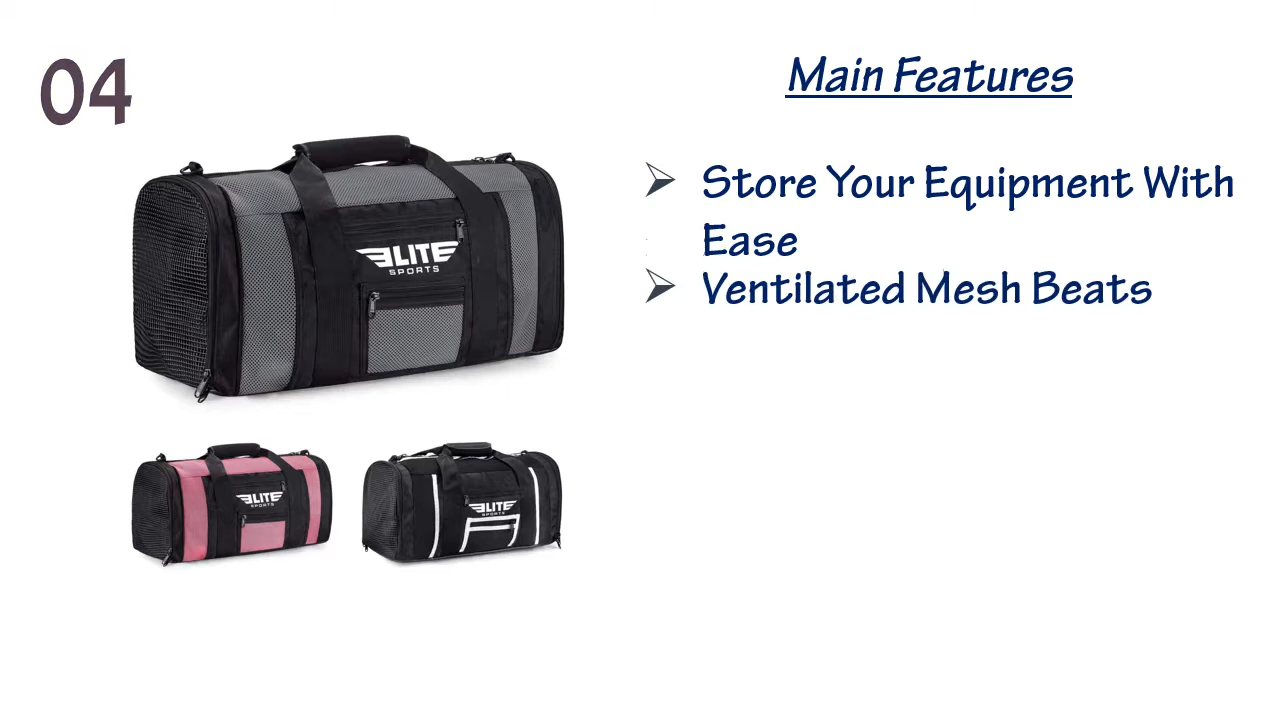 04
Main Features
Store Your Equipment With
Ease
Ventilated Mesh Beats
ELITE
SPORTS
ELITE
SPORTS
ELITE
SPORTS